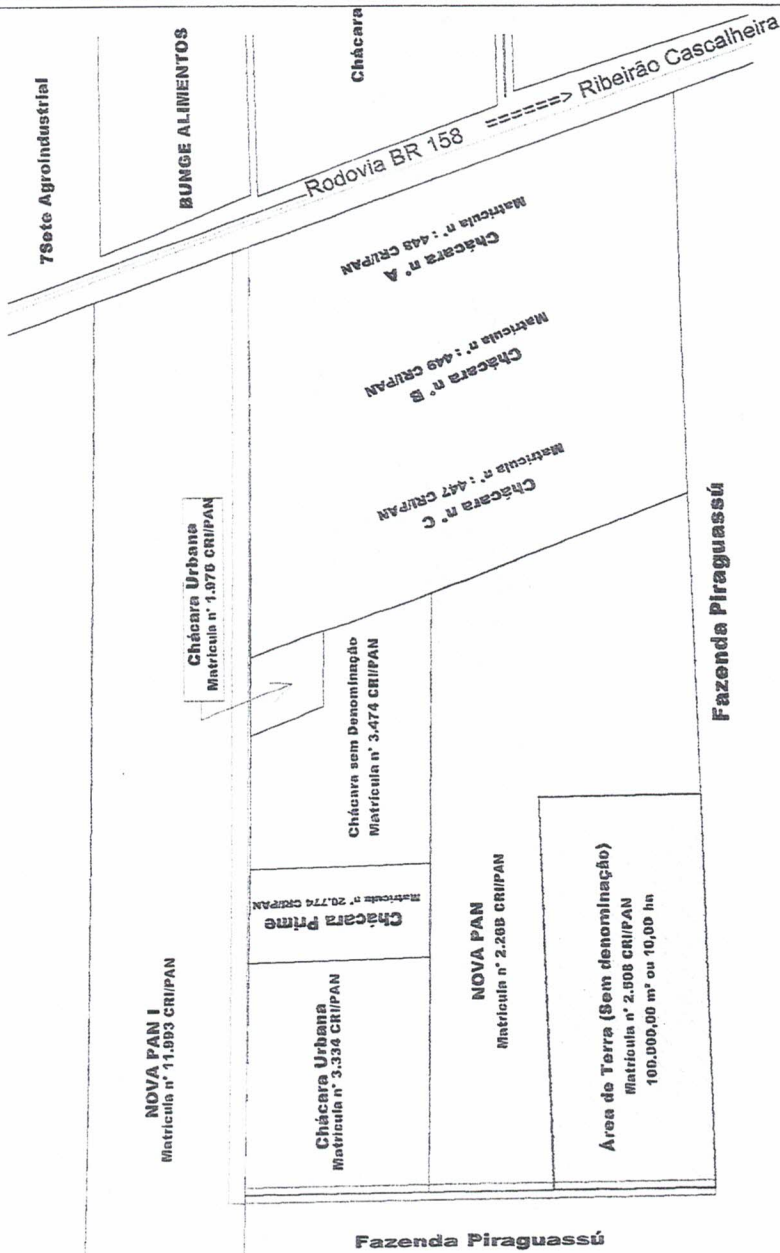 7Sete Agroindustrial
BUNGE ALIMENTOS
Chácara
Rodovia BR 158 ======> Ribeirão Cascalheira
Chácara n° A
Matrícula n° : 448 CRI/PAN
Chácara n° B
Matrícula n° : 449 CRI/PAN
Chácara n° C
Matrícula n° : 447 CRI/PAN
Chácara Urbana
Matrícula n° 1.976 CRI/PAN
Chácara sem Denominação
Matrícula n° 3.474 CRI/PAN
Chácara Prime
Matrícula n° 20.774 CRI/PAN
Chácara Urbana
Matrícula n° 3.334 CRI/PAN
NOVA PAN I
Matrícula n° 11.993 CRI/PAN
NOVA PAN
Matrícula n° 2.268 CRI/PAN
Área de Terra (Sem denominação)
Matrícula n° 2.608 CRI/PAN
100.000,00 m² ou 10,00 ha
Fazenda Piraguassú
Fazenda Piraguassú